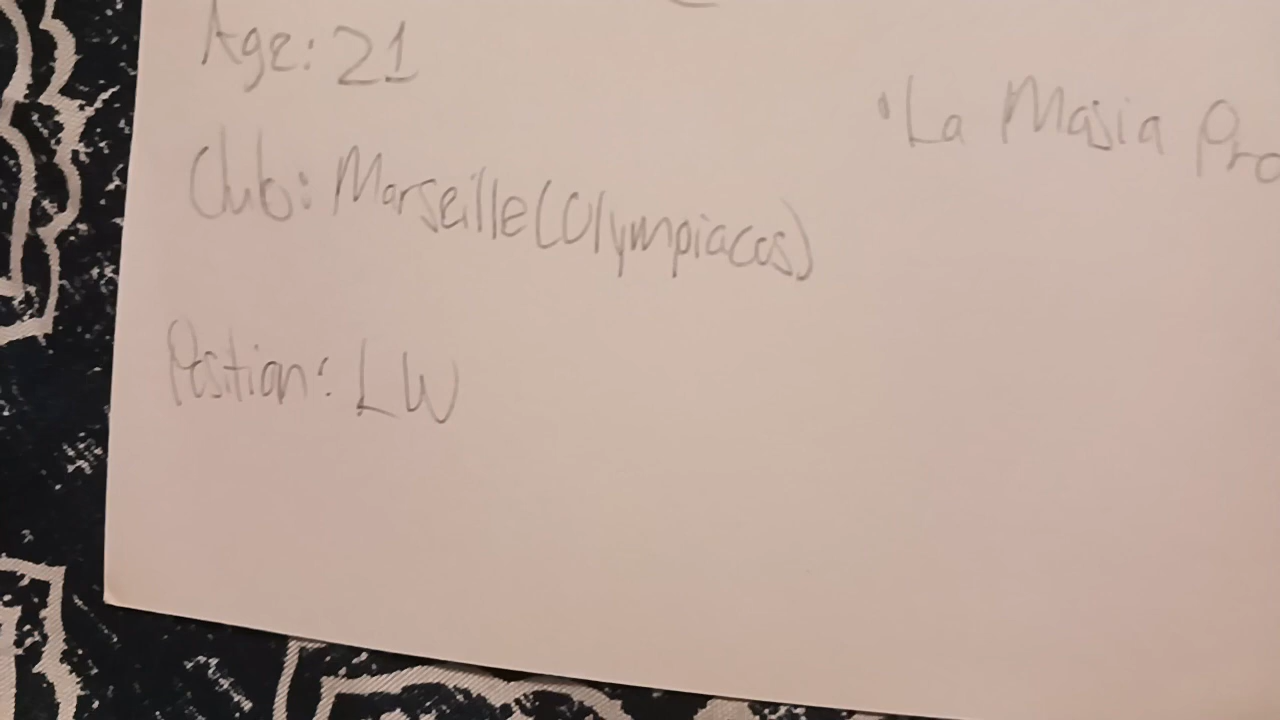 Age: 21
• La Masia Pro
Club: Marseille (Olympiacos)
Position: LW